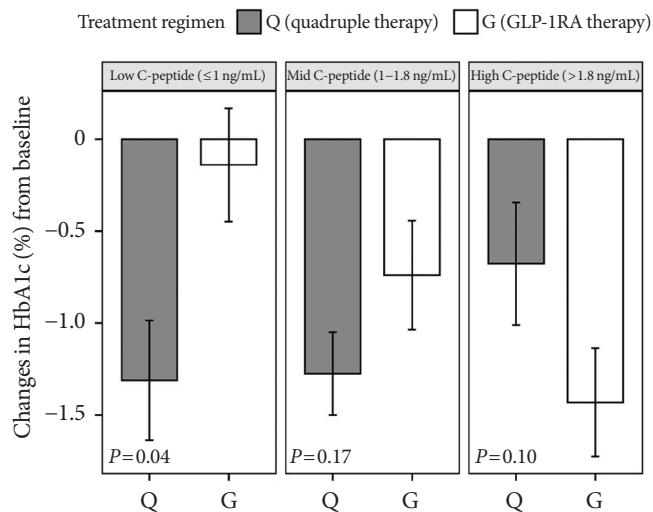 Treatment regimen Q (quadruple therapy) G (GLP-1RA therapy)
Low C-peptide (≤1 ng/mL) Mid C-peptide (1–1.8 ng/mL) High C-peptide (>1.8 ng/mL)
Changes in HbA1c (%) from baseline
0
−0.5
−1.0
−1.5
P=0.04 P=0.17 P=0.10
Q G Q G Q G